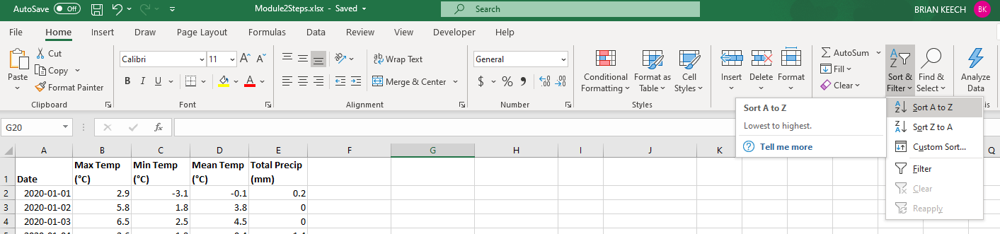 AutoSave Off Module2Steps.xlsx - Saved Search BRIAN KEECH BK
File Home Insert Draw Page Layout Formulas Data Review View Developer Help
Paste Cut Copy Format Painter
Clipboard
Calibri 11 A A
B I U A
Font
ab Wrap Text
Merge & Center
Alignment
General
$ % 9 .00 .00
Number
Conditional Formatting Format as Table Cell Styles
Styles
Insert Delete Format
AutoSum
Fill
Clear
Sort & Filter Find & Select
Analyze Data
Sort A to Z
Lowest to highest.
Tell me more
Sort A to Z
Sort Z to A
Custom Sort...
Filter
Clear
Reapply
G20 fx
A B C D E F G H I J K Q
1 Date Max Temp (°C) Min Temp (°C) Mean Temp (°C) Total Precip (mm)
2 2020-01-01 2.9 -3.1 -0.1 0.2
3 2020-01-02 5.8 1.8 3.8 0
4 2020-01-03 6.5 2.5 4.5 0